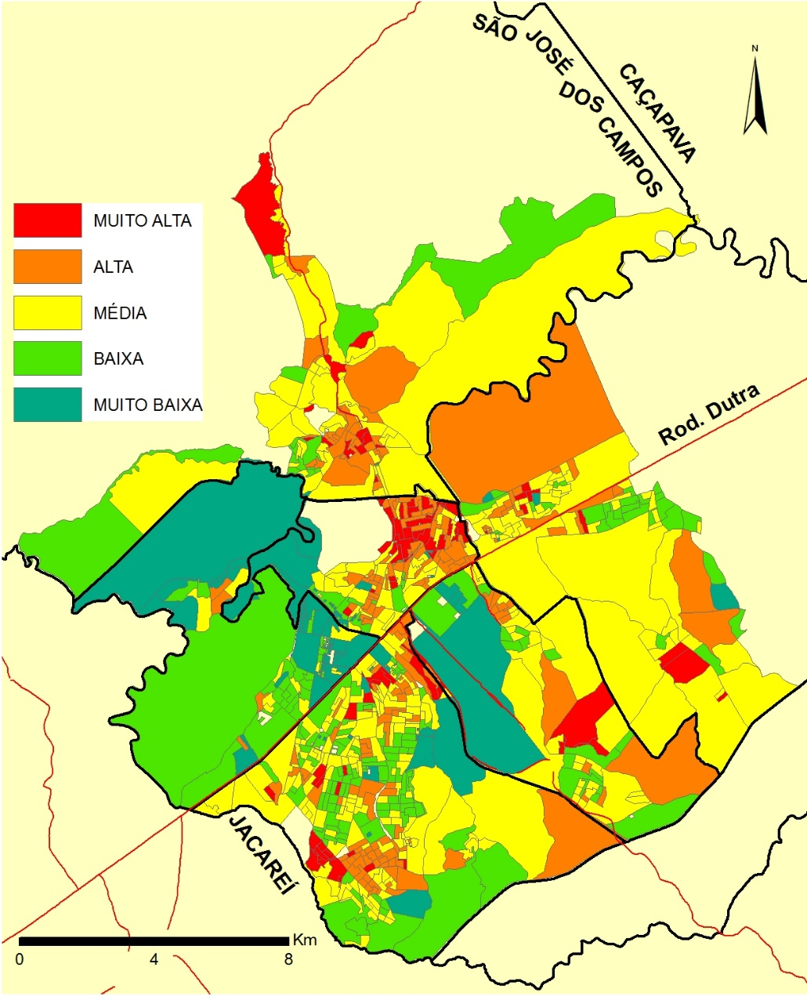 SÃO JOSÉ DOS CAMPOS
CAÇAPAVA
N
MUITO ALTA
ALTA
MÉDIA
BAIXA
MUITO BAIXA
Rod. Dutra
JACAREÍ
Km
0 4 8